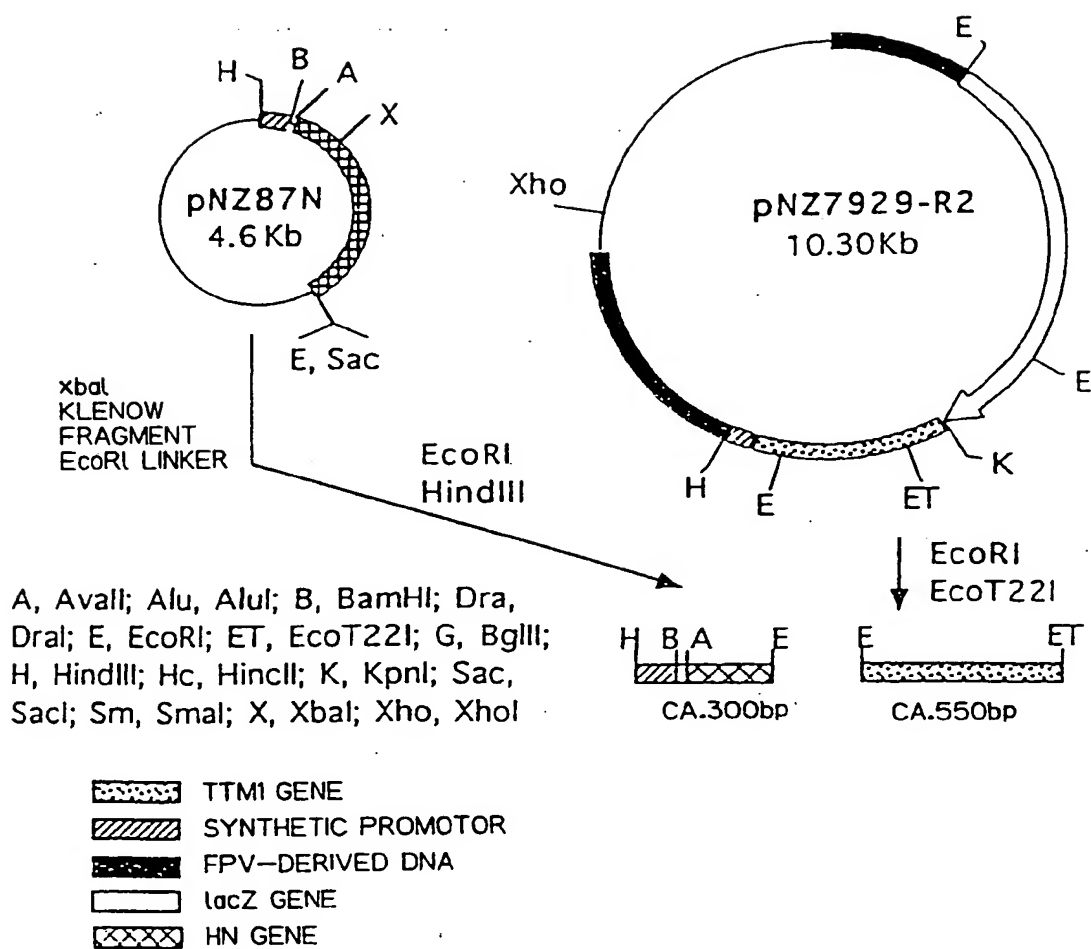 H
B
A
X
pNZ87N
4.6 Kb
E, Sac
E
Xho
pNZ7929-R2
10.30Kb
E
K
ET
E
H
xbaI
KLENOW
FRAGMENT
EcoRI LINKER
EcoRI
HindIII
EcoRI
EcoT22I
A, AvaII; Alu, AluI; B, BamHI; Dra,
DraI; E, EcoRI; ET, EcoT22I; G, BglII;
H, HindIII; Hc, HincII; K, KpnI; Sac,
SacI; Sm, SmaI; X, XbaI; Xho, XhoI
H B A E
CA.300bp
E ET
CA.550bp
TTM1 GENE
SYNTHETIC PROMOTOR
FPV-DERIVED DNA
lacZ GENE
HN GENE